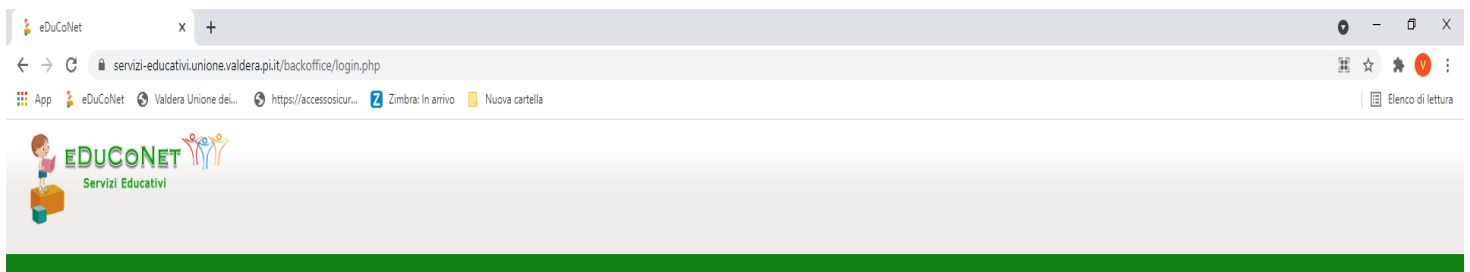 eDuCoNet
servizi-educativi.unione.valdera.pi.it/backoffice/login.php
V
App eDuCoNet Valdera Unione dei... https://accessosicur... Z Zimbra: In arrivo Nuova cartella Elenco di lettura
EDUCONET
Servizi Educativi